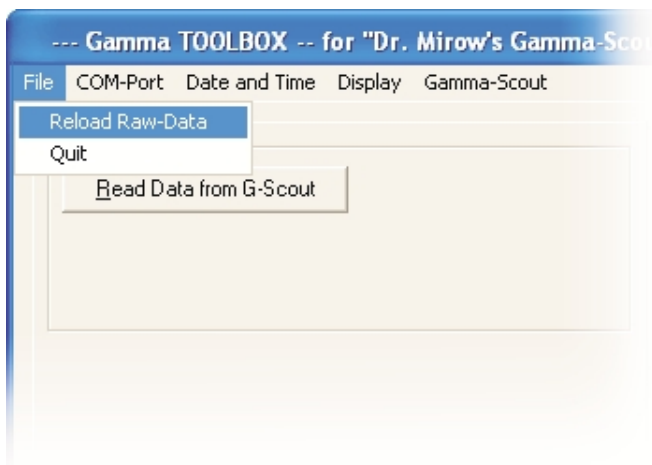 --- Gamma TOOLBOX -- for "Dr. Mirow's Gamma-Sco
File COM-Port Date and Time Display Gamma-Scout
Reload Raw-Data
Quit
Read Data from G-Scout